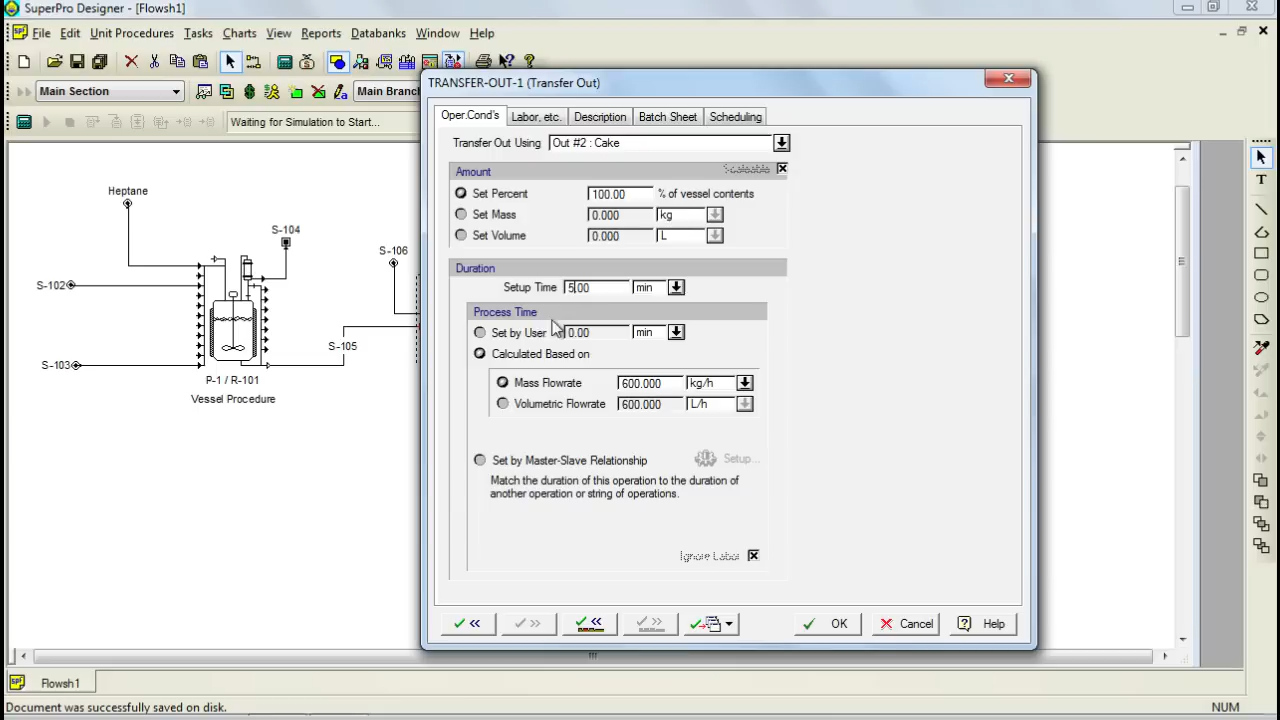 SuperPro Designer - [Flowsh1]
File Edit Unit Procedures Tasks Charts View Reports Databanks Window Help
Main Section
Main Branch
Waiting for Simulation to Start...
TRANSFER-OUT-1 (Transfer Out)
Oper.Cond's Labor, etc. Description Batch Sheet Scheduling
Transfer Out Using Out #2 : Cake
Amount Scaleable
Set Percent 100.00 % of vessel contents
Set Mass 0.000 kg
Set Volume 0.000 L
Duration
Setup Time 5.00 min
Process Time
Set by User 0.00 min
Calculated Based on
Mass Flowrate 600.000 kg/h
Volumetric Flowrate 600.000 L/h
Set by Master-Slave Relationship Setup...
Match the duration of this operation to the duration of
another operation or string of operations.
Ignore Labor
OK Cancel Help
Heptane
S-104
S-106
S-102
S-105
S-103
P-1 / R-101
Vessel Procedure
Flowsh1
Document was successfully saved on disk. NUM